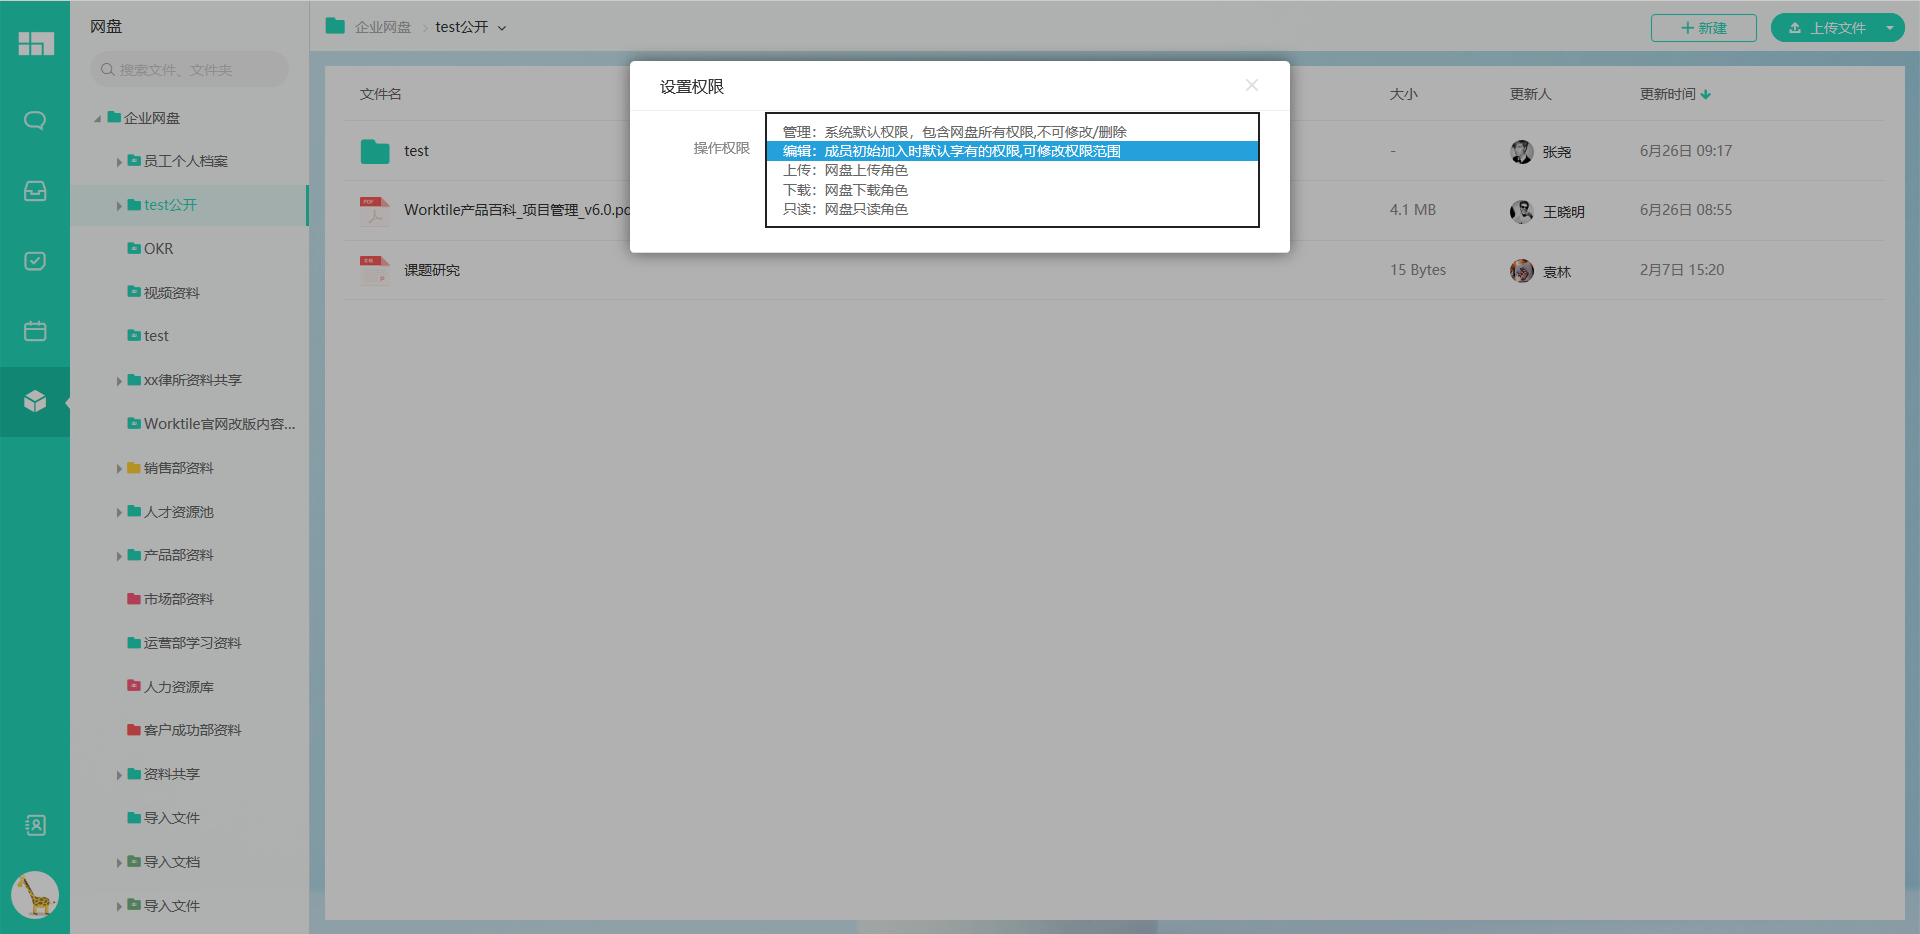 网盘
搜索文件、文件夹
企业网盘
员工个人档案
test公开
OKR
视频资料
test
xx律所资料共享
Worktile官网改版内容...
销售部资料
人才资源池
产品部资料
市场部资料
运营部学习资料
人力资源库
客户成功部资料
资料共享
导入文件
导入文档
导入文件
企业网盘 test公开
新建
上传文件
文件名 大小 更新人 更新时间
test - 张尧 6月26日 09:17
Worktile产品百科_项目管理_v6.0.pd 4.1 MB 王晓明 6月26日 08:55
课题研究 15 Bytes 袁林 2月7日 15:20
PDF
设置权限
操作权限
管理：系统默认权限，包含网盘所有权限,不可修改/删除
编辑：成员初始加入时默认享有的权限,可修改权限范围
上传：网盘上传角色
下载：网盘下载角色
只读：网盘只读角色